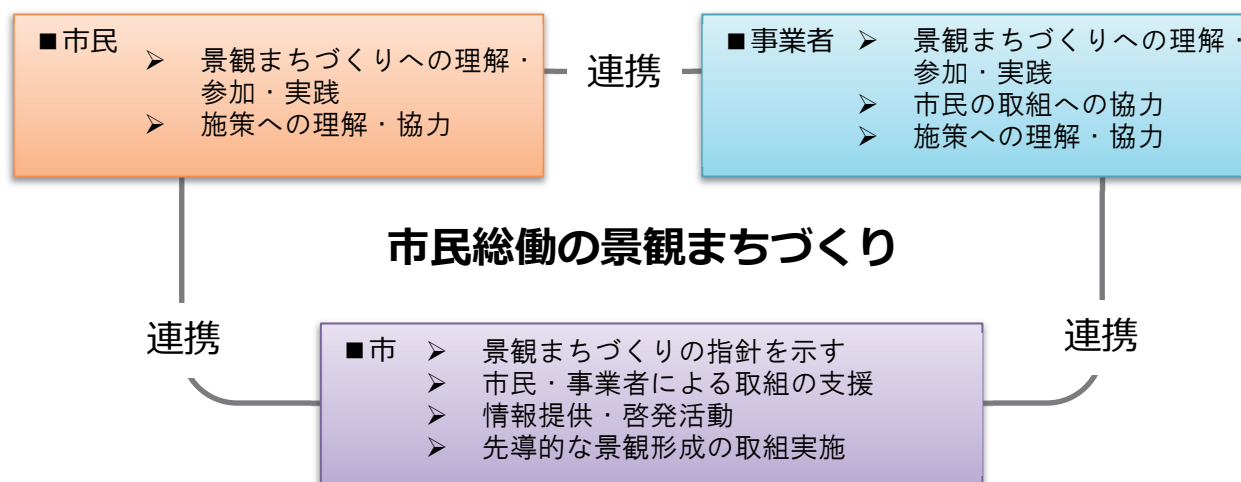 ■市民
➢ 景観まちづくりへの理解・
参加・実践
➢ 施策への理解・協力
連携
■事業者 ➢ 景観まちづくりへの理解・
参加・実践
➢ 市民の取組への協力
➢ 施策への理解・協力
市民総働の景観まちづくり
連携
連携
■市 ➢ 景観まちづくりの指針を示す
➢ 市民・事業者による取組の支援
➢ 情報提供・啓発活動
➢ 先導的な景観形成の取組実施